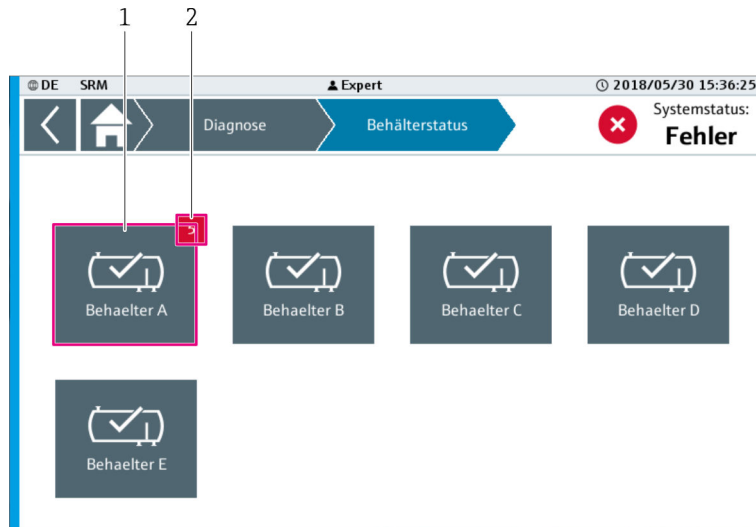 1 2
DE SRM Expert 2018/05/30 15:36:25
Diagnose Behälterstatus Systemstatus:
Fehler
Behaelter A Behaelter B Behaelter C Behaelter D
Behaelter E